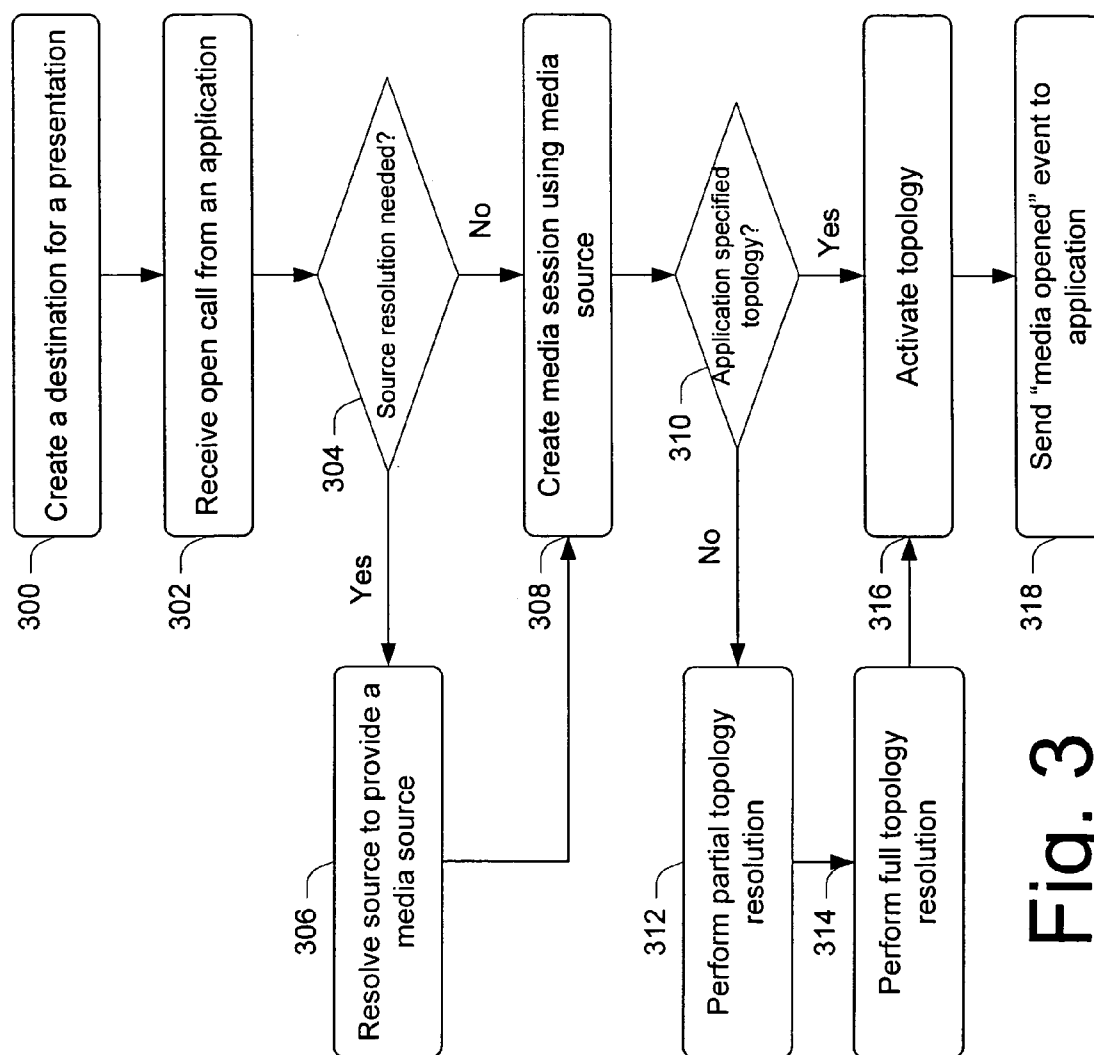 300
Create a destination for a presentation
302
Receive open call from an application
304
Source resolution needed?
Yes
No
306
Resolve source to provide a
media source
308
Create media session using media
source
310
Application specified
topology?
No
Yes
312
Perform partial topology
resolution
314
Perform full topology
resolution
316
Activate topology
318
Send “media opened” event to
application
Fig. 3